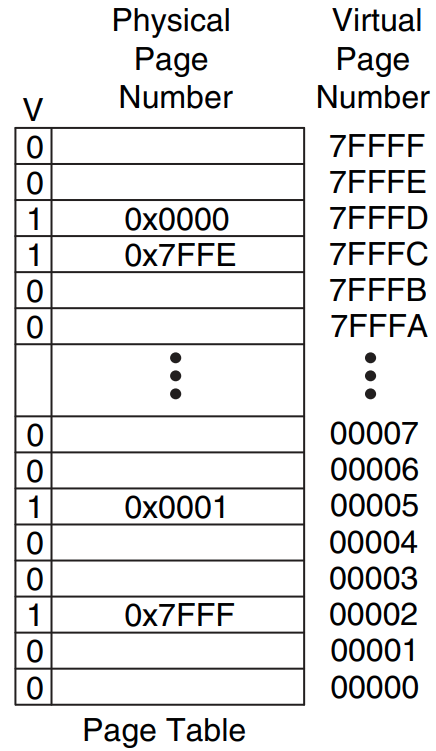 Physical Virtual
Page Page
V Number Number
0 7FFFF
0 7FFFE
1 0x0000 7FFFD
1 0x7FFE 7FFFC
0 7FFFB
0 7FFFA
0 00007
0 00006
1 0x0001 00005
0 00004
0 00003
1 0x7FFF 00002
0 00001
0 00000
Page Table